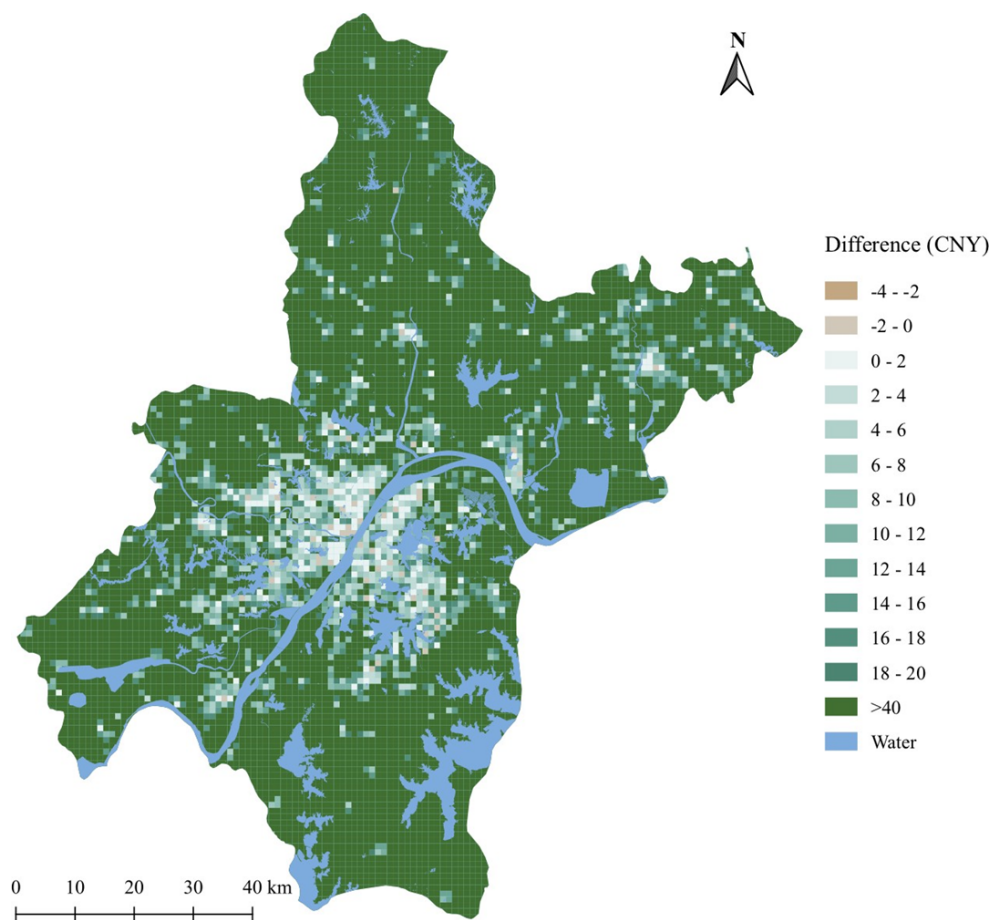 N
Difference (CNY)
-4 - -2
-2 - 0
0 - 2
2 - 4
4 - 6
6 - 8
8 - 10
10 - 12
12 - 14
14 - 16
16 - 18
18 - 20
>40
Water
0 10 20 30 40 km